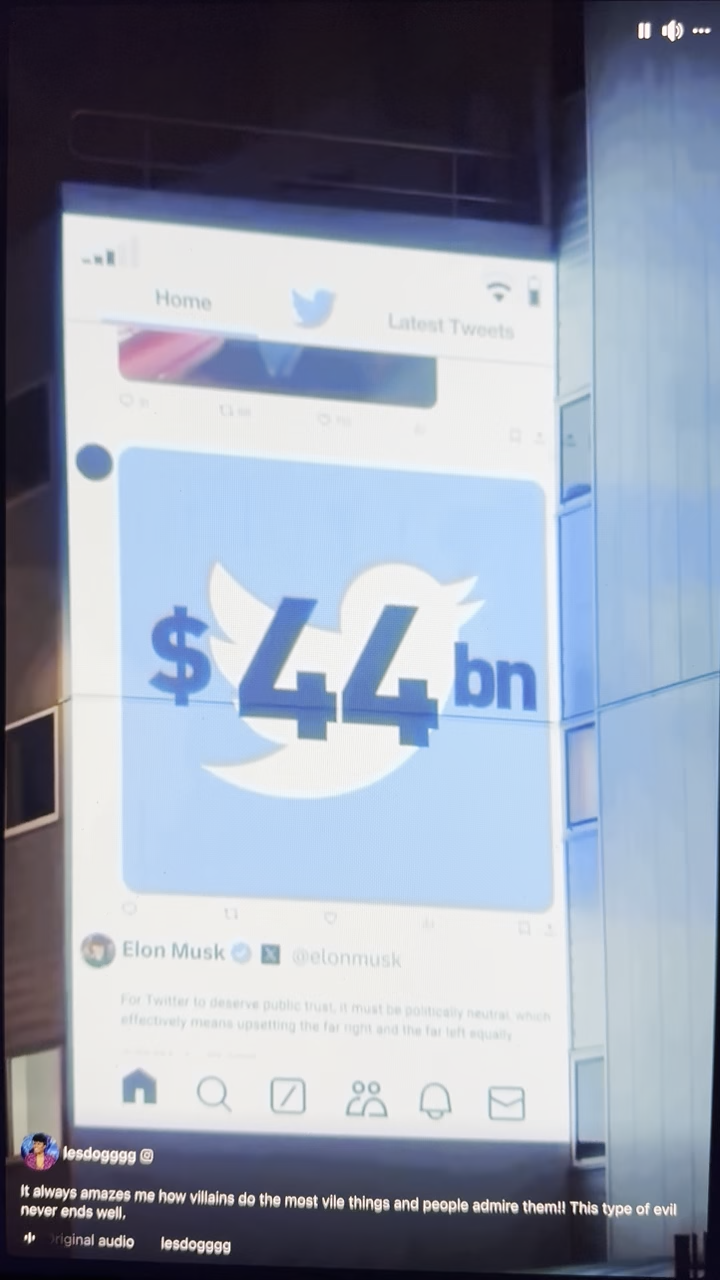 Home
Latest Tweets
$44bn
Elon Musk @elonmusk
For Twitter to deserve public trust, it must be politically neutral, which
effectively means upsetting the far right and the far left equally
lesdogggg
It always amazes me how villains do the most vile things and people admire them!! This type of evil
never ends well.
riginal audio lesdogggg